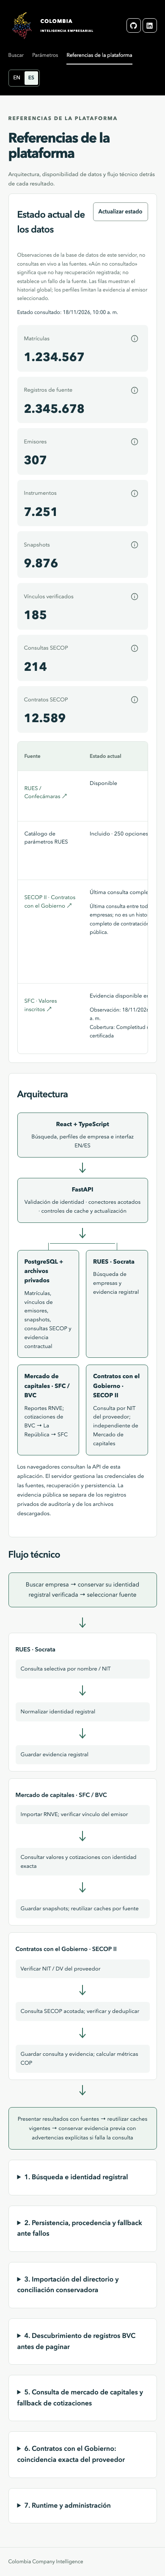 COLOMBIA
INTELIGENCIA EMPRESARIAL
Buscar Parámetros Referencias de la plataforma
EN ES
REFERENCIAS DE LA PLATAFORMA
Referencias de la
plataforma
Arquitectura, disponibilidad de datos y flujo técnico detrás
de cada resultado.
Estado actual de
los datos
Actualizar estado
Observaciones de la base de datos de este servidor, no
consultas en vivo a las fuentes. «Aún no consultado»
significa que no hay recuperación registrada; no
establece un fallo de la fuente. Las filas muestran el
historial global; los perfiles limitan la evidencia al emisor
seleccionado.
Estado consultado: 18/11/2026, 10:00 a. m.
Matrículas
1.234.567
Registros de fuente
2.345.678
Emisores
307
Instrumentos
7.251
Snapshots
9.876
Vínculos verificados
185
Consultas SECOP
214
Contratos SECOP
12.589
Fuente Estado actual
RUES /
Confecámaras ↗
Disponible
Catálogo de
parámetros RUES
Incluido · 250 opciones
SECOP II · Contratos
con el Gobierno ↗
Última consulta comple
Última consulta entre tod
empresas; no es un histo
completo de contratación
pública.
SFC · Valores
inscritos ↗
Evidencia disponible en
Observación: 18/11/2026
a. m.
Cobertura: Completitud n
certificada
Arquitectura
React + TypeScript
Búsqueda, perfiles de empresa e interfaz
EN/ES
FastAPI
Validación de identidad · conectores acotados
· controles de cache y actualización
PostgreSQL +
archivos
privados
Matrículas,
vínculos de
emisores,
snapshots,
consultas SECOP y
evidencia
contractual
RUES · Socrata
Búsqueda de
empresas y
evidencia registral
Mercado de
capitales · SFC /
BVC
Reportes RNVE;
cotizaciones de
BVC → La
República → SFC
Contratos con el
Gobierno ·
SECOP II
Consulta por NIT
del proveedor;
independiente de
Mercado de
capitales
Los navegadores consultan la API de esta
aplicación. El servidor gestiona las credenciales de
las fuentes, recuperación y persistencia. La
evidencia pública se separa de los registros
privados de auditoría y de los archivos
descargados.
Flujo técnico
Buscar empresa → conservar su identidad
registral verificada → seleccionar fuente
RUES · Socrata
Consulta selectiva por nombre / NIT
Normalizar identidad registral
Guardar evidencia registral
Mercado de capitales · SFC / BVC
Importar RNVE; verificar vínculo del emisor
Consultar valores y cotizaciones con identidad
exacta
Guardar snapshots; reutilizar caches por fuente
Contratos con el Gobierno · SECOP II
Verificar NIT / DV del proveedor
Consulta SECOP acotada; verificar y deduplicar
Guardar consulta y evidencia; calcular métricas
COP
Presentar resultados con fuentes → reutilizar caches
vigentes → conservar evidencia previa con
advertencias explícitas si falla la consulta
▶ 1. Búsqueda e identidad registral
▶ 2. Persistencia, procedencia y fallback
ante fallos
▶ 3. Importación del directorio y
conciliación conservadora
▶ 4. Descubrimiento de registros BVC
antes de paginar
▶ 5. Consulta de mercado de capitales y
fallback de cotizaciones
▶ 6. Contratos con el Gobierno:
coincidencia exacta del proveedor
▶ 7. Runtime y administración
Colombia Company Intelligence